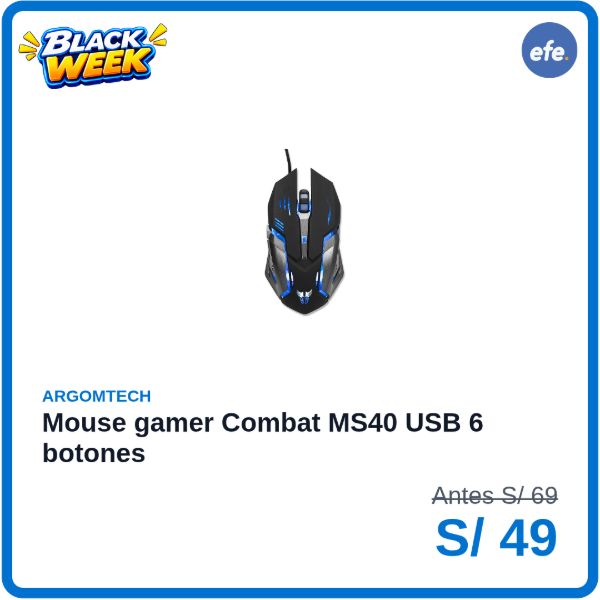 BLACK
WEEK
efe.
ARGOMTECH
Mouse gamer Combat MS40 USB 6
botones
Antes S/ 69
S/ 49